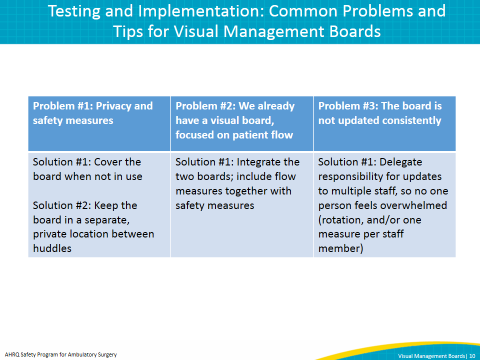 Testing and Implementation: Common Problems and
Tips for Visual Management Boards
Problem #1: Privacy and
safety measures
Problem #2: We already
have a visual board,
focused on patient flow
Problem #3: The board is
not updated consistently
Solution #1: Cover the
board when not in use
Solution #2: Keep the
board in a separate,
private location between
huddles
Solution #1: Integrate the
two boards; include flow
measures together with
safety measures
Solution #1: Delegate
responsibility for updates
to multiple staff, so no one
person feels overwhelmed
(rotation, and/or one
measure per staff
member)
AHRQ Safety Program for Ambulatory Surgery
Visual Management Boards| 10